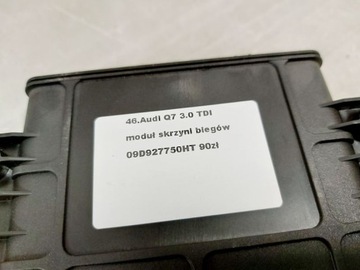 46.Audi Q7 3.0 TDI
moduł skrzyni biegów
09D927750HT 90zł